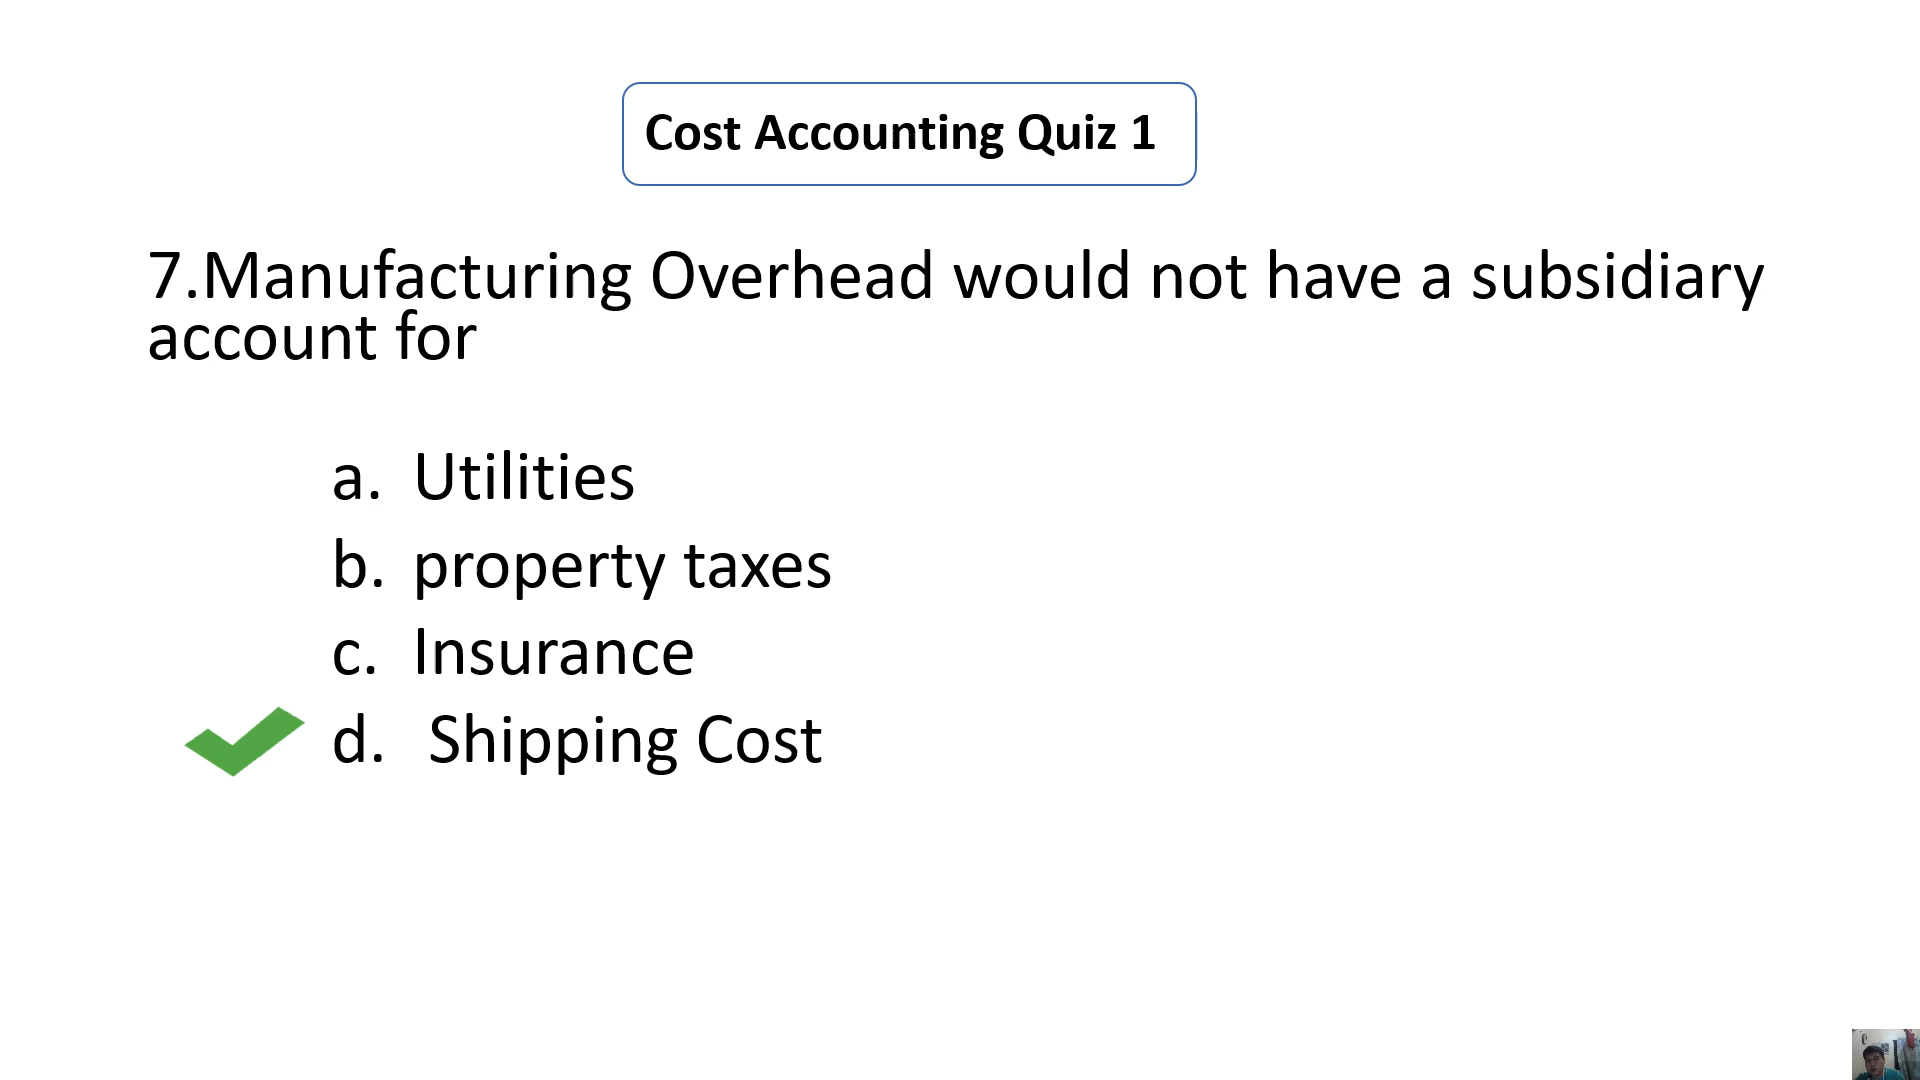 Cost Accounting Quiz 1
7.Manufacturing Overhead would not have a subsidiary
account for
a. Utilities
b. property taxes
c. Insurance
d. Shipping Cost